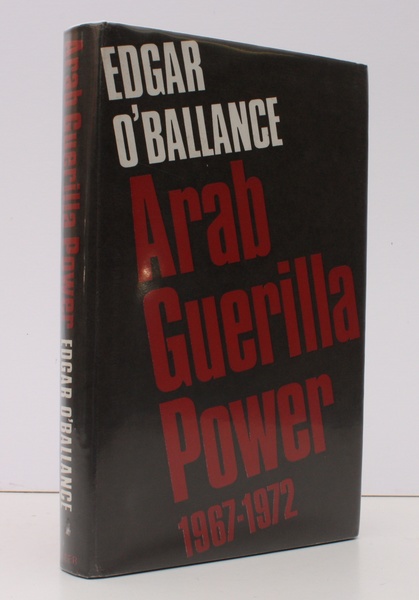 EDGAR
O'BALLANCE
Arab
Guerilla
Power
1967-1972
Arab Guerilla Power EDGAR O'BALLANCE